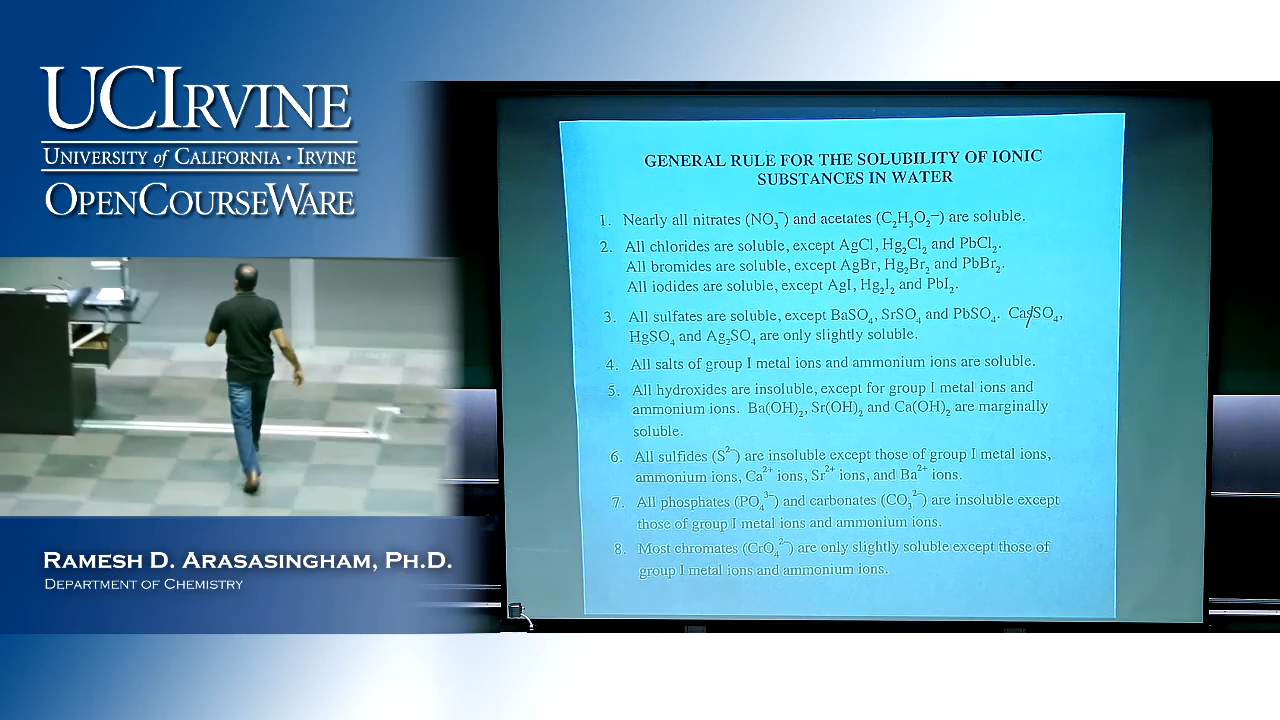 UCIRVINE
UNIVERSITY of CALIFORNIA · IRVINE
OPENCOURSEWARE
RAMESH D. ARASASINGHAM, PH.D.
DEPARTMENT OF CHEMISTRY
GENERAL RULE FOR THE SOLUBILITY OF IONIC
SUBSTANCES IN WATER
1. Nearly all nitrates (NO₃⁻) and acetates (C₂H₃O₂⁻) are soluble.
2. All chlorides are soluble, except AgCl, Hg₂Cl₂ and PbCl₂.
All bromides are soluble, except AgBr, Hg₂Br₂ and PbBr₂.
All iodides are soluble, except AgI, Hg₂I₂ and PbI₂.
3. All sulfates are soluble, except BaSO₄, SrSO₄ and PbSO₄. CaSO₄,
HgSO₄ and Ag₂SO₄ are only slightly soluble.
4. All salts of group I metal ions and ammonium ions are soluble.
5. All hydroxides are insoluble, except for group I metal ions and
ammonium ions. Ba(OH)₂, Sr(OH)₂ and Ca(OH)₂ are marginally
soluble.
6. All sulfides (S²⁻) are insoluble except those of group I metal ions,
ammonium ions, Ca²⁺ ions, Sr²⁺ ions, and Ba²⁺ ions.
7. All phosphates (PO₄³⁻) and carbonates (CO₃²⁻) are insoluble except
those of group I metal ions and ammonium ions.
8. Most chromates (CrO₄²⁻) are only slightly soluble except those of
group I metal ions and ammonium ions.